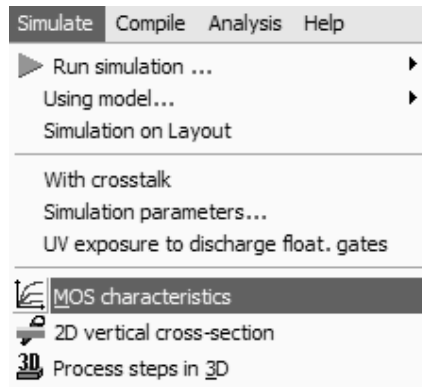 Simulate Compile Analysis Help
Run simulation ...
Using model...
Simulation on Layout
With crosstalk
Simulation parameters...
UV exposure to discharge float. gates
MOS characteristics
2D vertical cross-section
3D Process steps in 3D